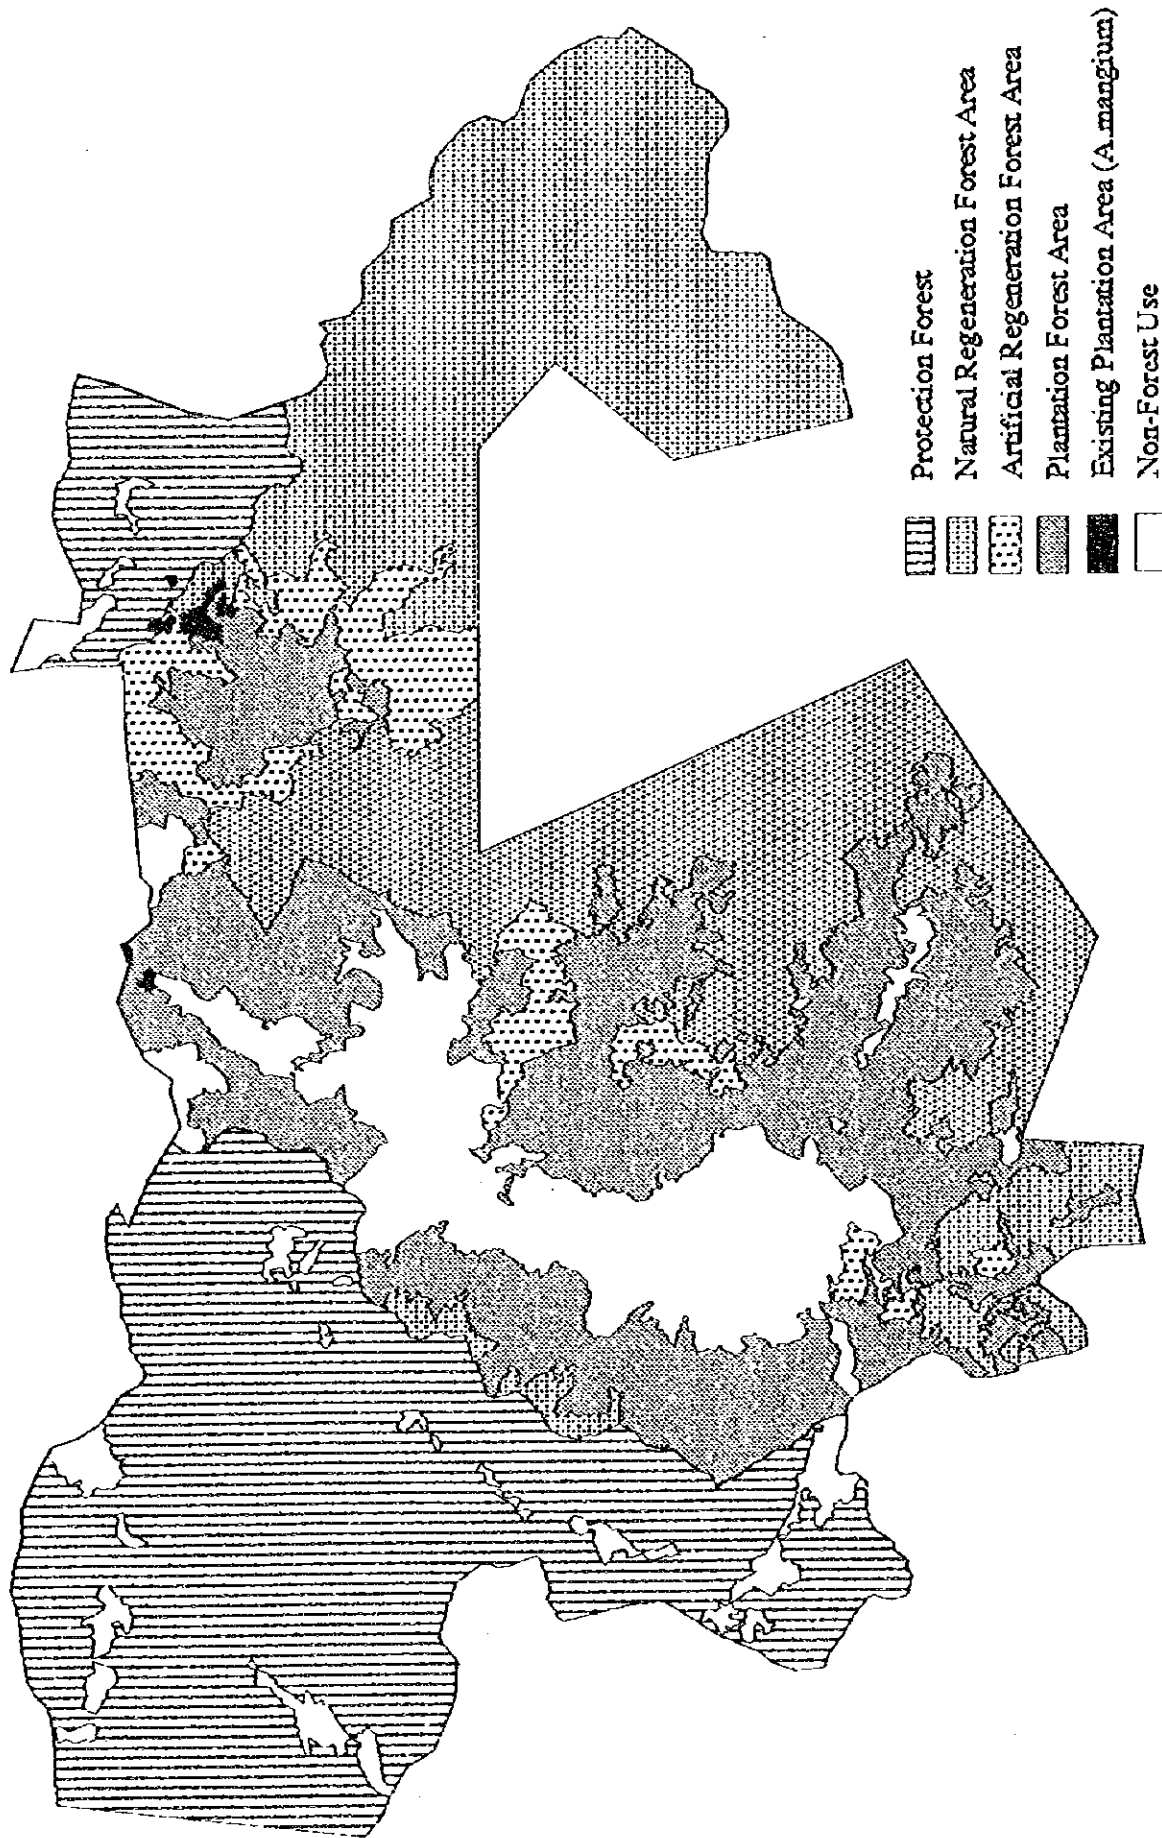 Protection Forest
Natural Regeneration Forest Area
Artificial Regeneration Forest Area
Plantation Forest Area
Existing Plantation Area (A.mangium)
Non-Forest Use